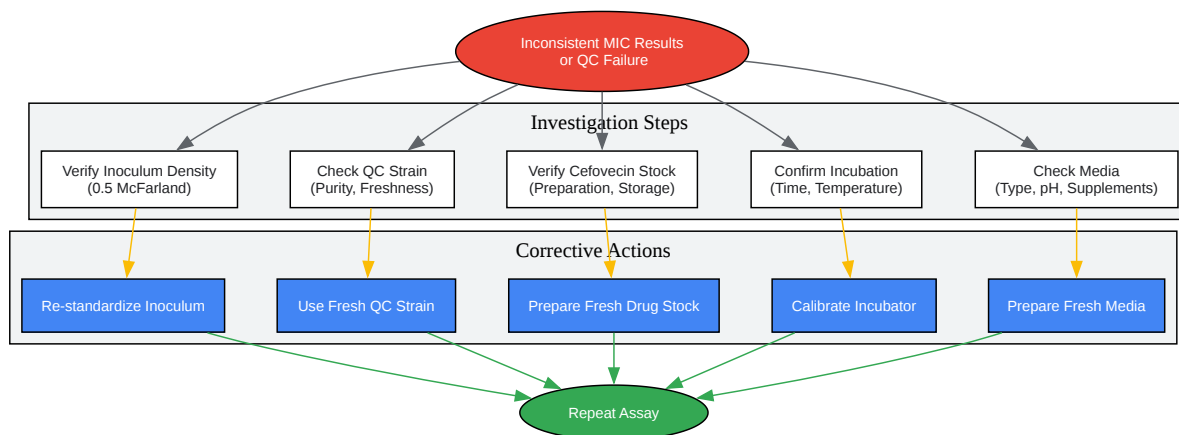 Inconsistent MIC Results
or QC Failure
Investigation Steps
Verify Inoculum Density
(0.5 McFarland)
Check QC Strain
(Purity, Freshness)
Verify Cefovecin Stock
(Preparation, Storage)
Confirm Incubation
(Time, Temperature)
Check Media
(Type, pH, Supplements)
Corrective Actions
Re-standardize Inoculum
Use Fresh QC Strain
Prepare Fresh Drug Stock
Calibrate Incubator
Prepare Fresh Media
Repeat Assay